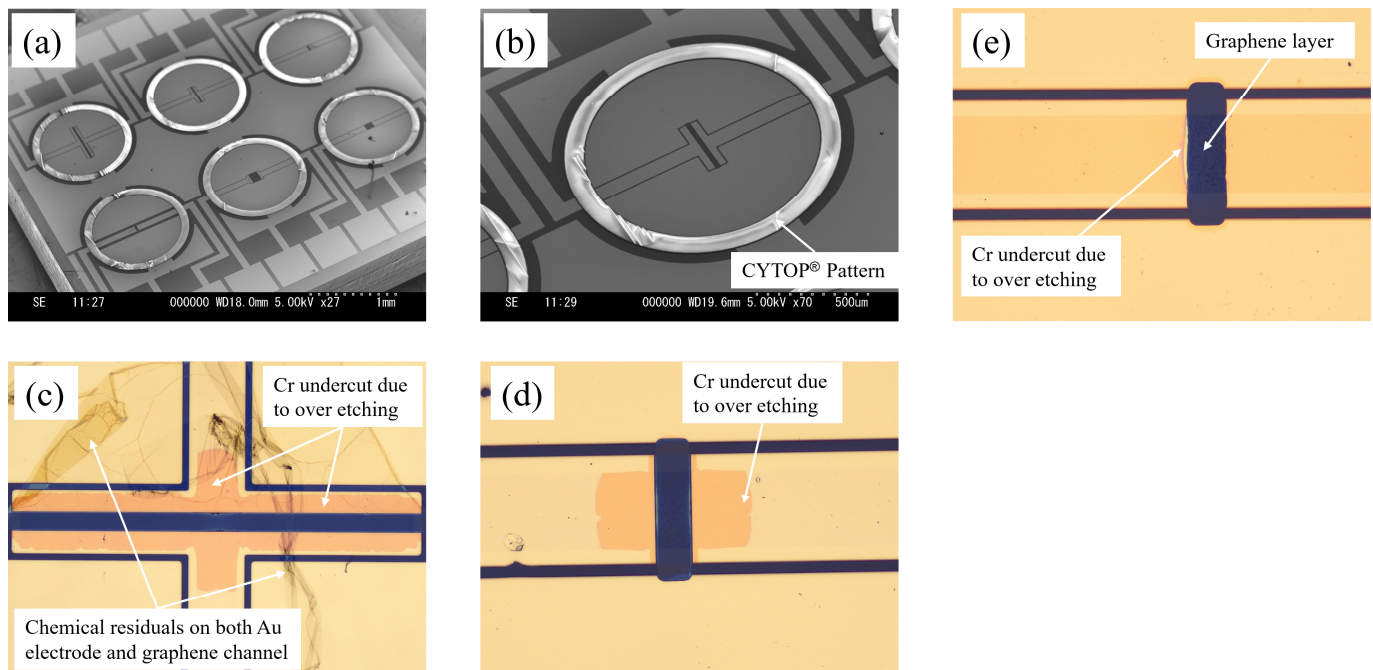 (a)
SE 11:27 000000 WD18.0mm 5.00kV x27 1mm
(b)
CYTOP® Pattern
SE 11:29 000000 WD19.6mm 5.00kV x70 500um
(e)
Graphene layer
Cr undercut due
to over etching
(c)
Cr undercut due
to over etching
Chemical residuals on both Au
electrode and graphene channel
(d)
Cr undercut due
to over etching